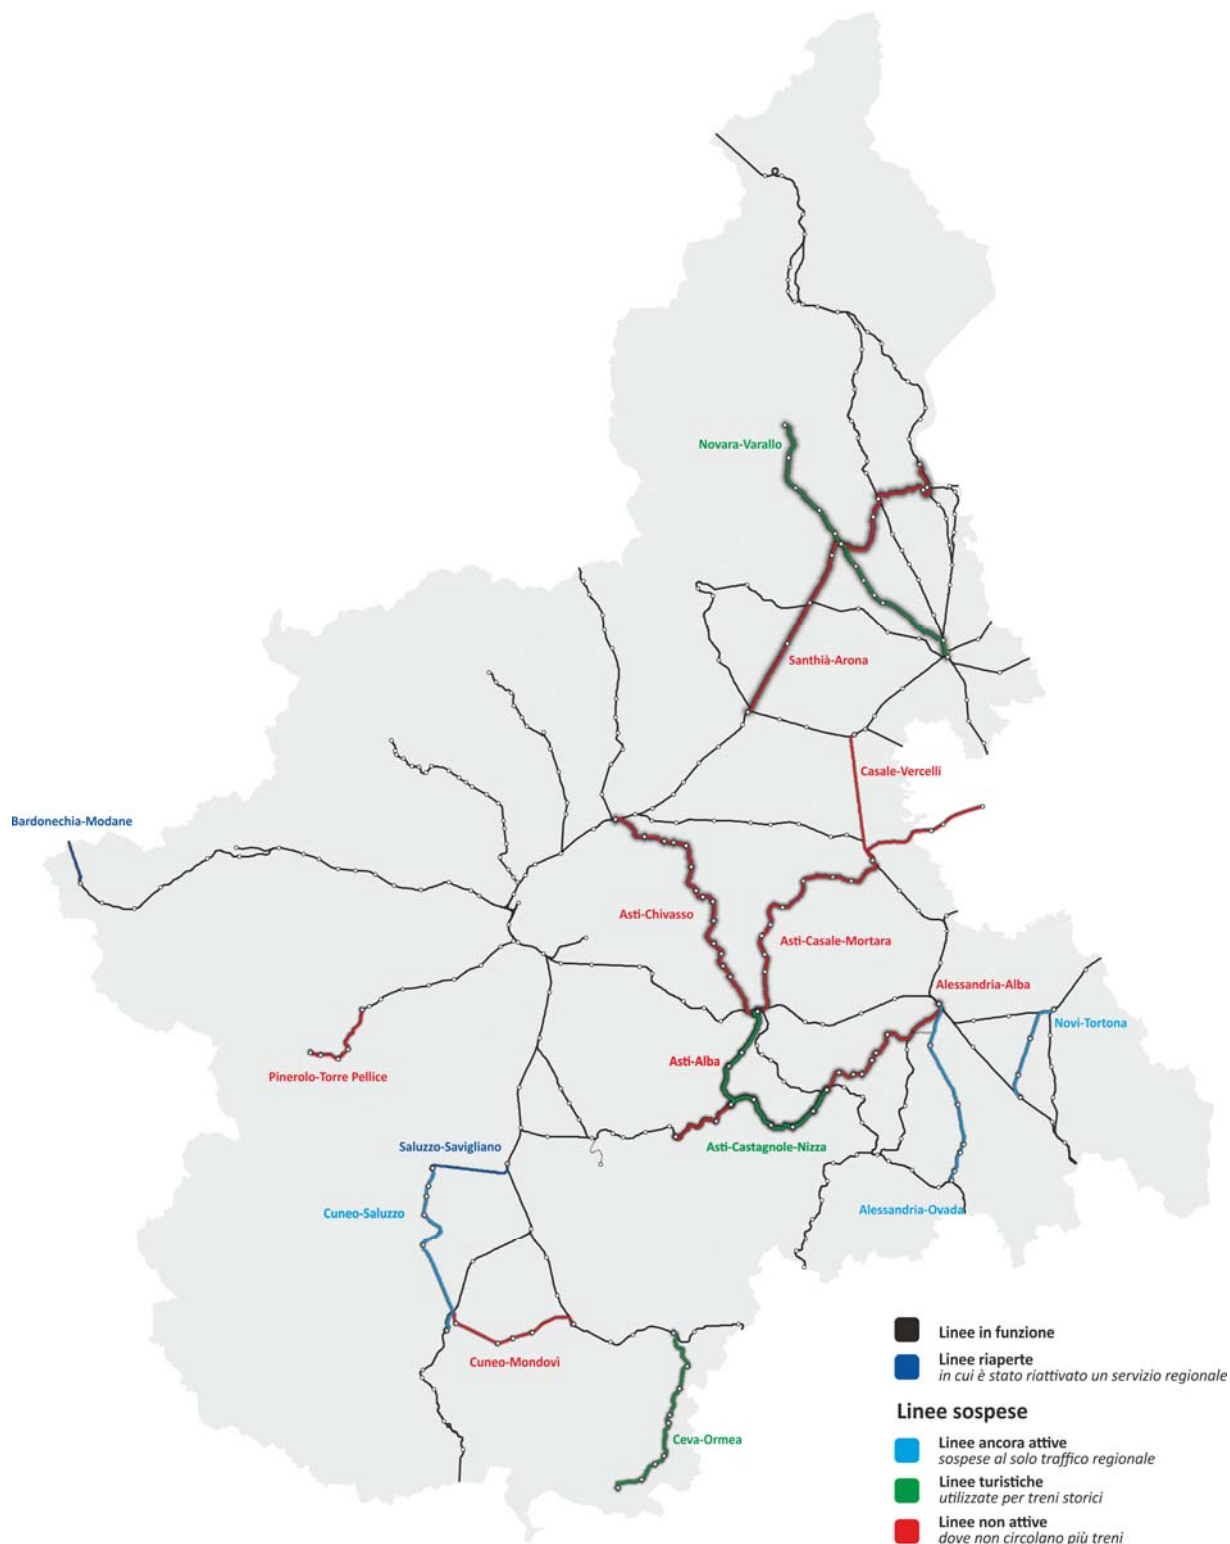 Novara-Varallo
Santhià-Arona
Casale-Vercelli
Bardonechia-Modane
Asti-Chivasso
Asti-Casale-Mortara
Alessandria-Alba
Novi-Tortona
Asti-Alba
Pinerolo-Torre Pellice
Saluzzo-Savigliano
Asti-Castagnole-Nizza
Cuneo-Saluzzo
Alessandria-Ovada
Cuneo-Mondovì
Ceva-Ormea
Linee in funzione
Linee riaperte
in cui è stato riattivato un servizio regionale
Linee sospese
Linee ancora attive
sospese al solo traffico regionale
Linee turistiche
utilizzate per treni storici
Linee non attive
dove non circolano più treni